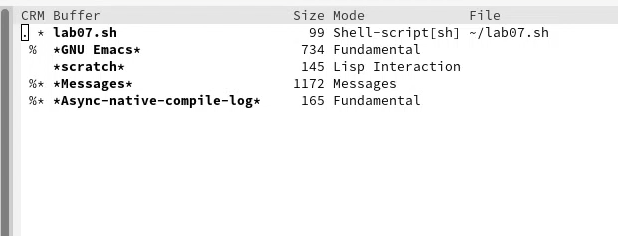 CRM Buffer Size Mode File
. * lab07.sh 99 Shell-script[sh] ~/lab07.sh
% *GNU Emacs* 734 Fundamental
*scratch* 145 Lisp Interaction
%* *Messages* 1172 Messages
%* *Async-native-compile-log* 165 Fundamental